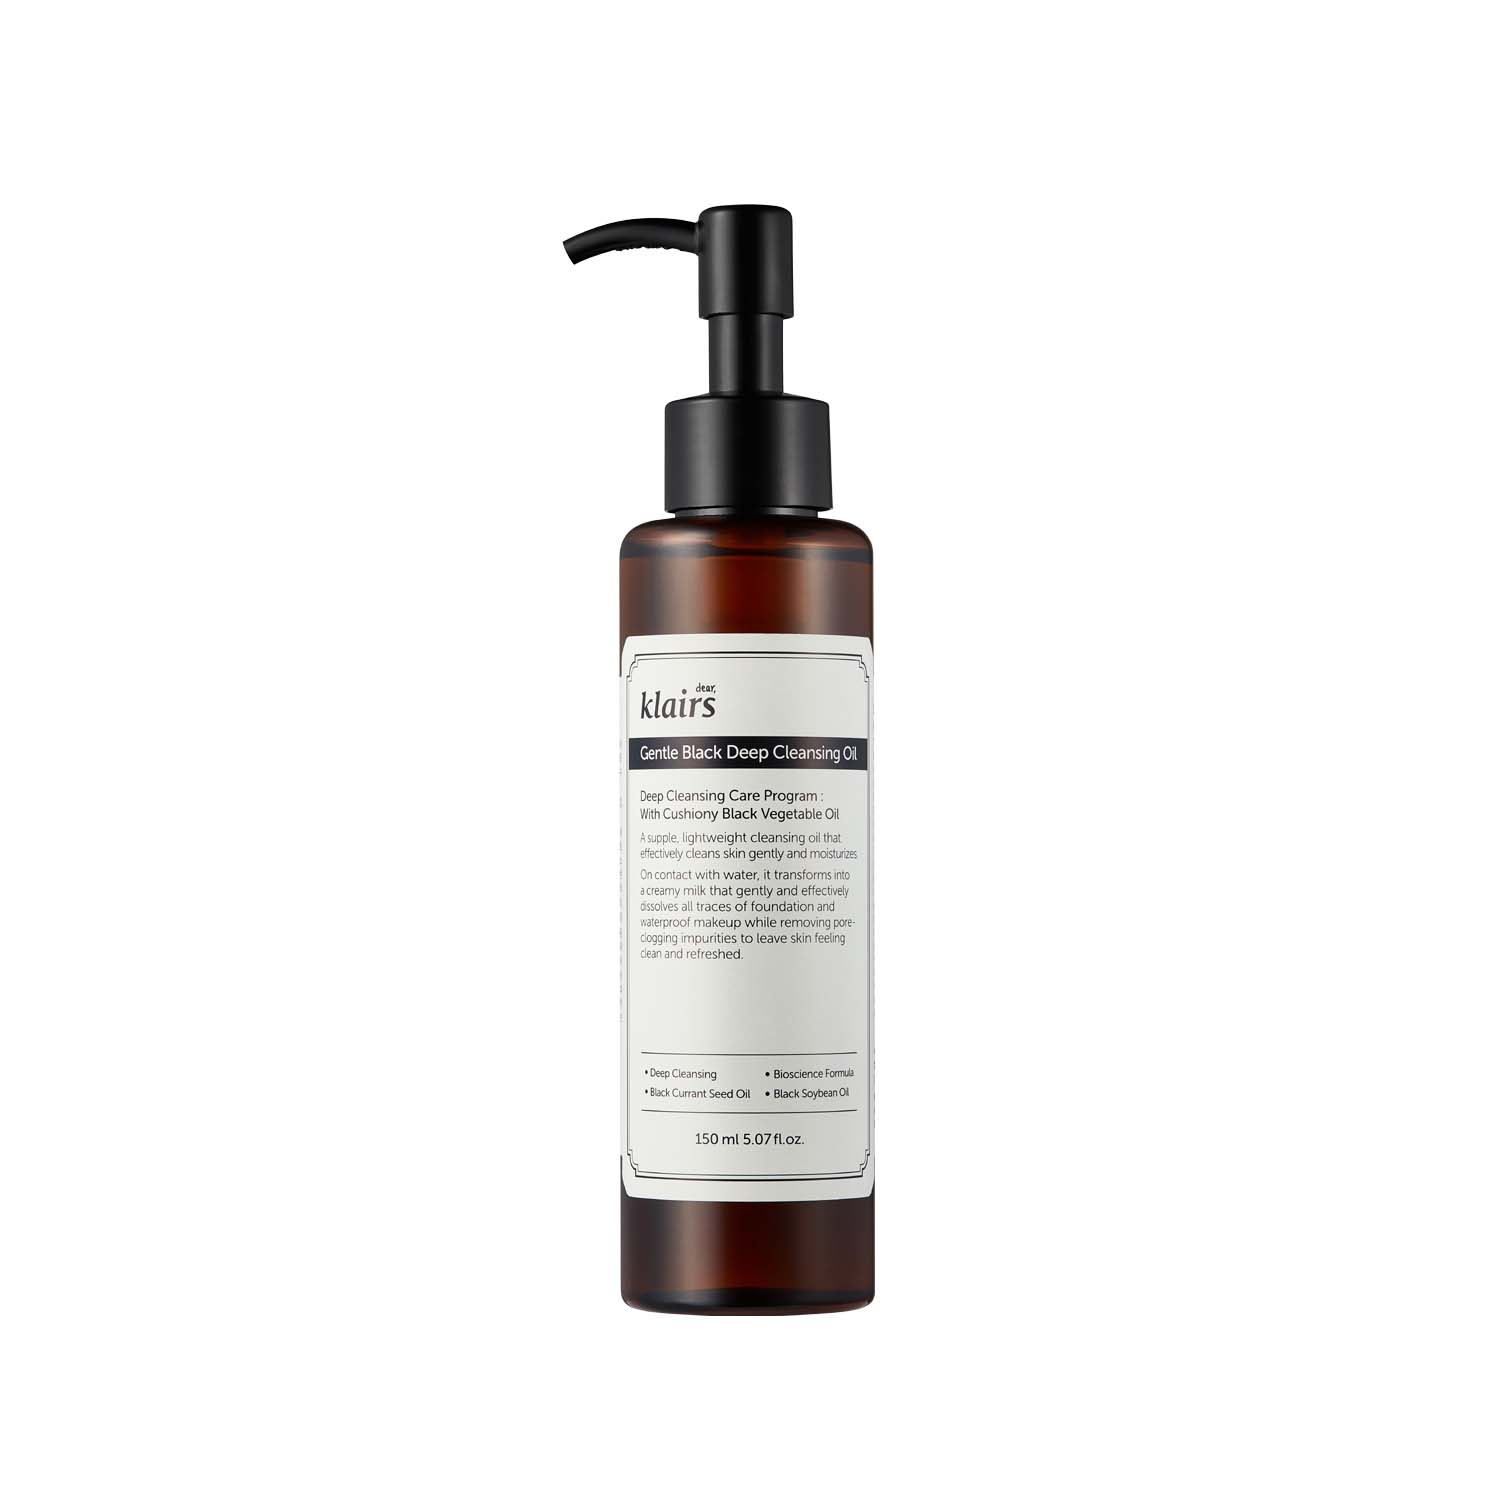 dear,
klairs
Gentle Black Deep Cleansing Oil
Deep Cleansing Care Program :
With Cushiony Black Vegetable Oil
A supple, lightweight cleansing oil that
effectively cleans skin gently and moisturizes
On contact with water, it transforms into
a creamy milk that gently and effectively
dissolves all traces of foundation and
waterproof makeup while removing pore-
clogging impurities to leave skin feeling
clean and refreshed.
• Deep Cleansing • Bioscience Formula
• Black Currant Seed Oil • Black Soybean Oil
150 ml 5.07 fl.oz.